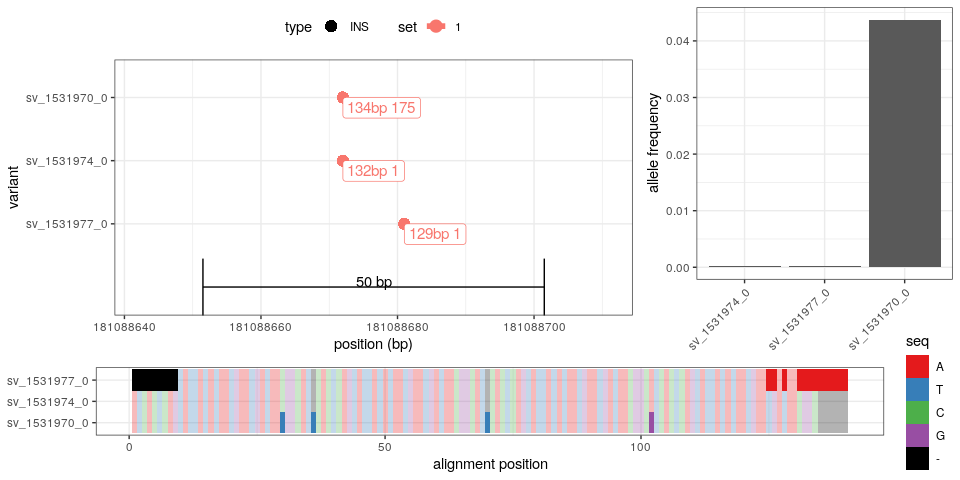 type INS set 1
variant
sv_1531970_0
134bp 175
sv_1531974_0
132bp 1
sv_1531977_0
129bp 1
50 bp
181088640 181088660 181088680 181088700
position (bp)
allele frequency
0.04
0.03
0.02
0.01
0.00
sv_1531974_0 sv_1531977_0 sv_1531970_0
sv_1531977_0
sv_1531974_0
sv_1531970_0
0 50 100
alignment position
seq
A
T
C
G
-